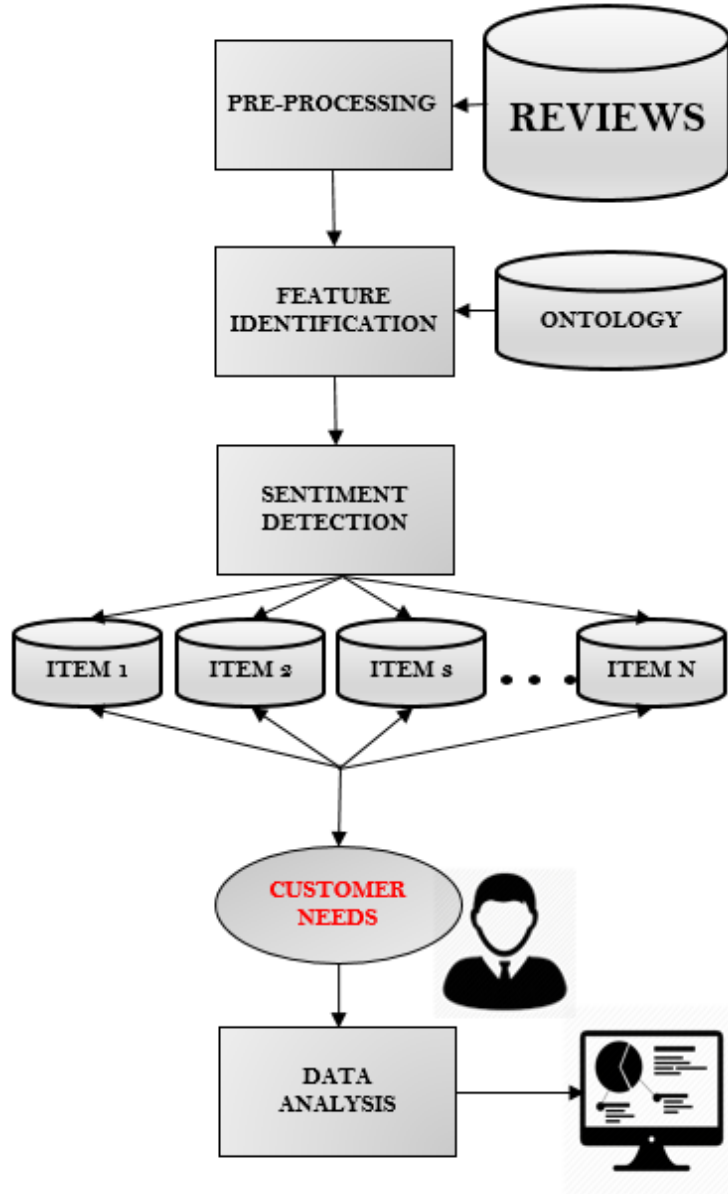 PRE-PROCESSING
REVIEWS
FEATURE
IDENTIFICATION
ONTOLOGY
SENTIMENT
DETECTION
ITEM 1
ITEM 2
ITEM 3
ITEM N
CUSTOMER
NEEDS
DATA
ANALYSIS